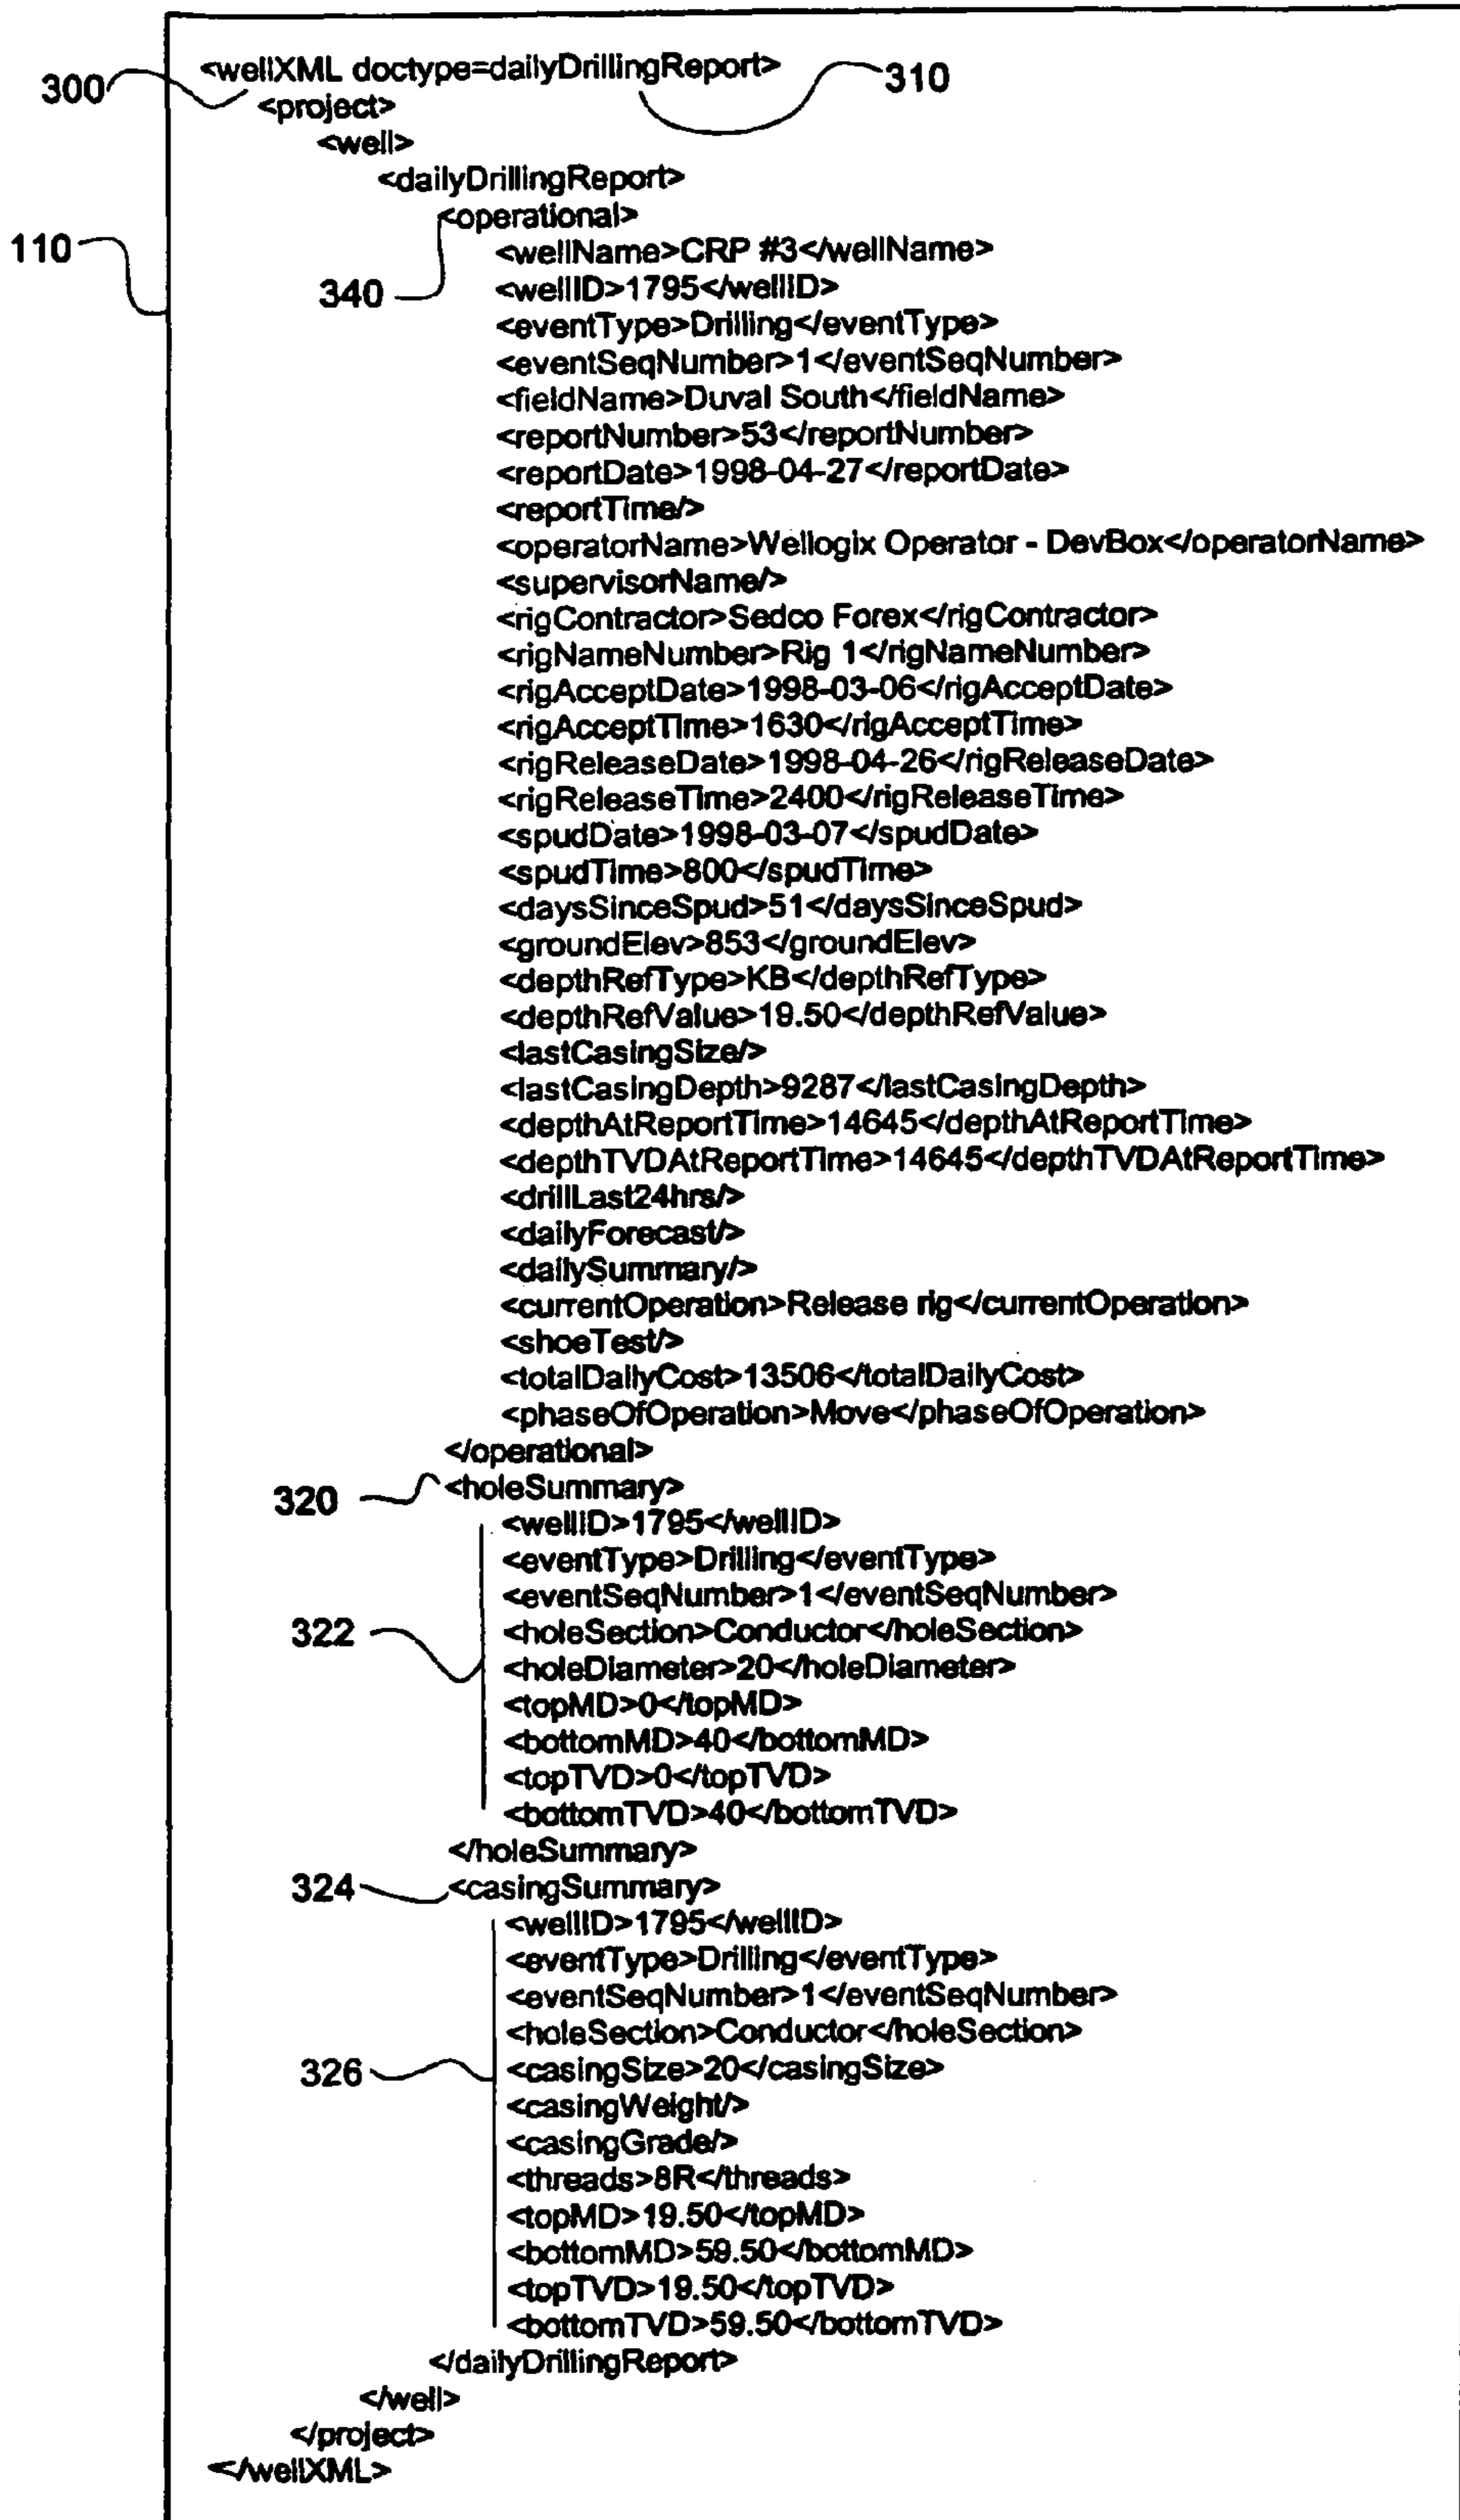 <wellXML doctype=dailyDrillingReport>
300
310
<project>
<well>
<dailyDrillingReport>
<operational>
110
<wellName>CRP #3</wellName>
340
<wellID>1795</wellID>
<eventType>Drilling</eventType>
<eventSeqNumber>1</eventSeqNumber>
<fieldName>Duval South</fieldName>
<reportNumber>53</reportNumber>
<reportDate>1998-04-27</reportDate>
<reportTime/>
<operatorName>Wellogix Operator - DevBox</operatorName>
<supervisorName/>
<rigContractor>Sedco Forex</rigContractor>
<rigNameNumber>Rig 1</rigNameNumber>
<rigAcceptDate>1998-03-06</rigAcceptDate>
<rigAcceptTime>1630</rigAcceptTime>
<rigReleaseDate>1998-04-26</rigReleaseDate>
<rigReleaseTime>2400</rigReleaseTime>
<spudDate>1998-03-07</spudDate>
<spudTime>800</spudTime>
<daysSinceSpud>51</daysSinceSpud>
<groundElev>853</groundElev>
<depthRefType>KB</depthRefType>
<depthRefValue>19.50</depthRefValue>
<lastCasingSize/>
<lastCasingDepth>9287</lastCasingDepth>
<depthAtReportTime>14645</depthAtReportTime>
<depthTVDAtReportTime>14645</depthTVDAtReportTime>
<drillLast24hrs/>
<dailyForecast/>
<dailySummary/>
<currentOperation>Release rig</currentOperation>
<shoeTest/>
<totalDailyCost>13506</totalDailyCost>
<phaseOfOperation>Move</phaseOfOperation>
</operational>
320
<holeSummary>
<wellID>1795</wellID>
<eventType>Drilling</eventType>
<eventSeqNumber>1</eventSeqNumber>
322
<holeSection>Conductor</holeSection>
<holeDiameter>20</holeDiameter>
<topMD>0</topMD>
<bottomMD>40</bottomMD>
<topTVD>0</topTVD>
<bottomTVD>40</bottomTVD>
</holeSummary>
324
<casingSummary>
<wellID>1795</wellID>
<eventType>Drilling</eventType>
<eventSeqNumber>1</eventSeqNumber>
<holeSection>Conductor</holeSection>
326
<casingSize>20</casingSize>
<casingWeight/>
<casingGrade/>
<threads>8R</threads>
<topMD>19.50</topMD>
<bottomMD>59.50</bottomMD>
<topTVD>19.50</topTVD>
<bottomTVD>59.50</bottomTVD>
</dailyDrillingReport>
</well>
</project>
</wellXML>